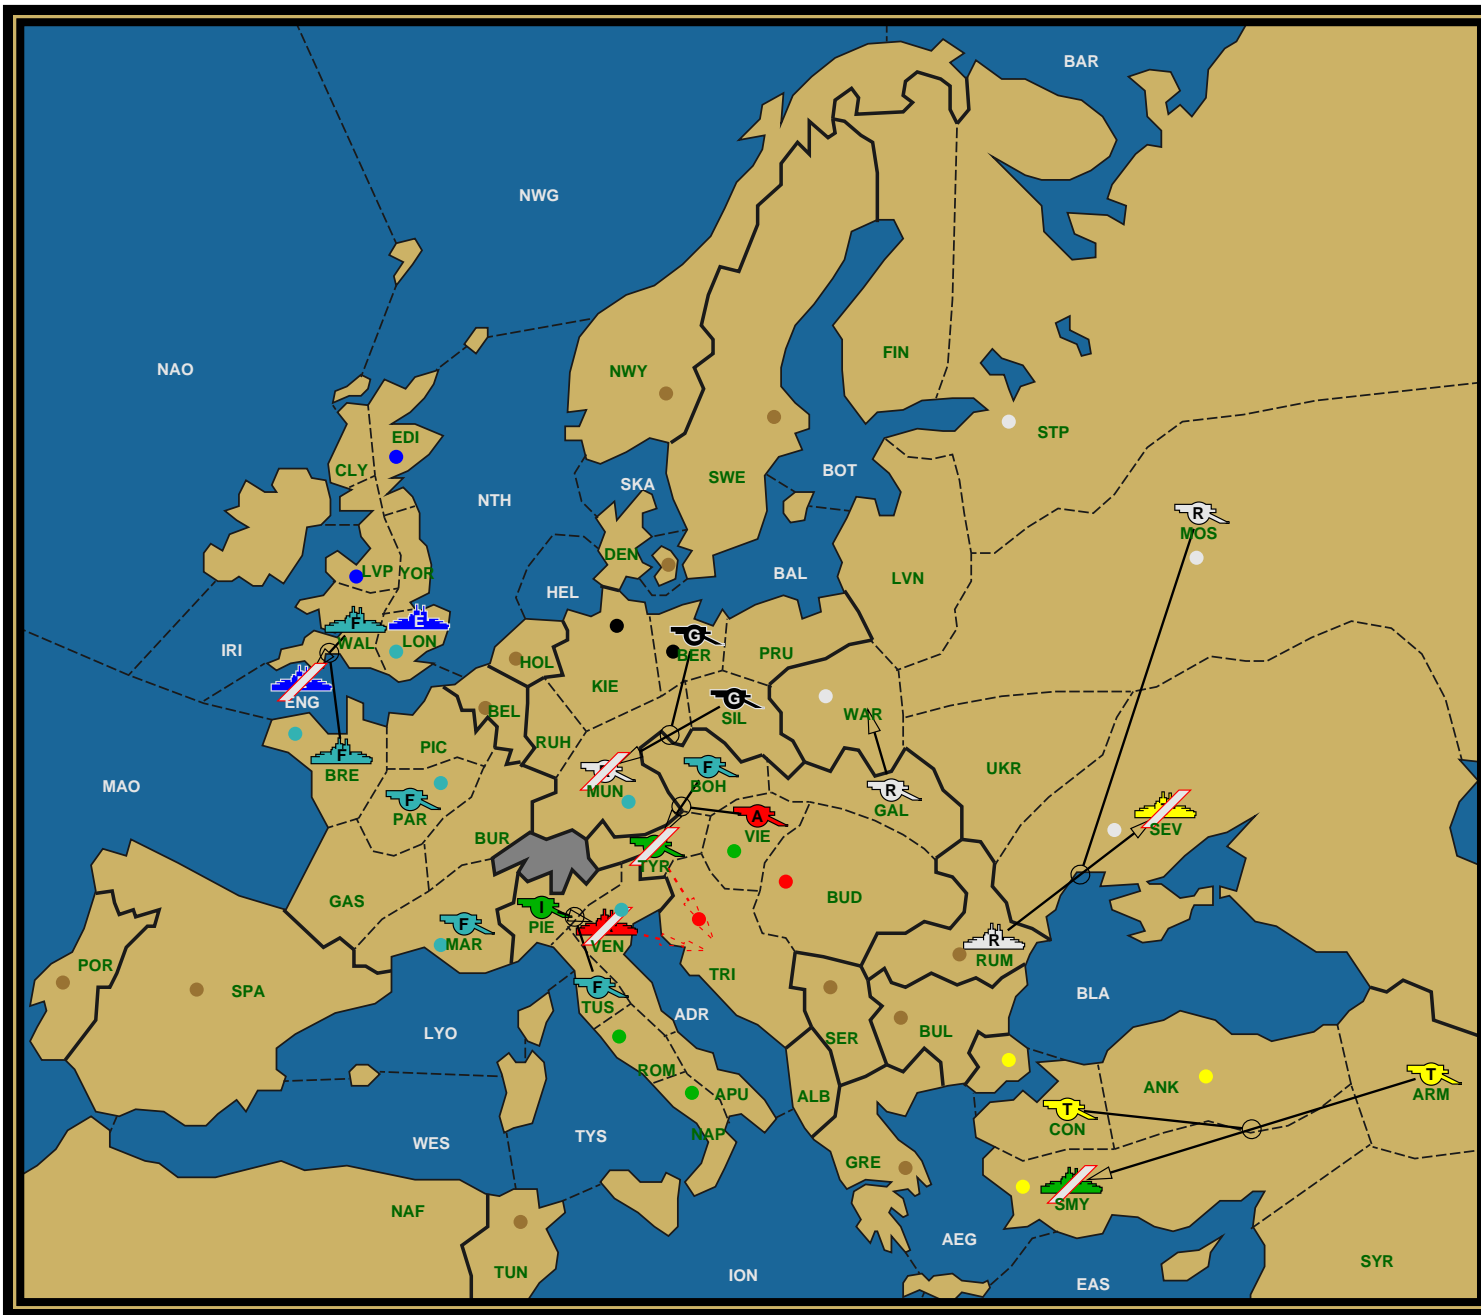 BAR
NWG
NAO
FIN
NWY
STP
EDI
CLY
SKA
BOT
SWE
NTH
R
MOS
DEN
LVP
YOR
BAL
LVN
HEL
F
E
G
WAL
LON
BER
PRU
IRI
HOL
KIE
G
SIL
WAR
ENG
BEL
RUH
PIC
F
BRE
F
BOH
UKR
MAO
MUN
R
GAL
F
PAR
A
VIE
SEV
BUR
TYR
GAS
BUD
I
PIE
F
MAR
VEN
R
RUM
POR
SPA
TRI
F
TUS
ADR
BLA
LYO
SER
BUL
ROM
T
ARM
ANK
APU
ALB
T
CON
NAP
WES
TYS
GRE
SMY
NAF
AEG
TUN
ION
SYR
EAS